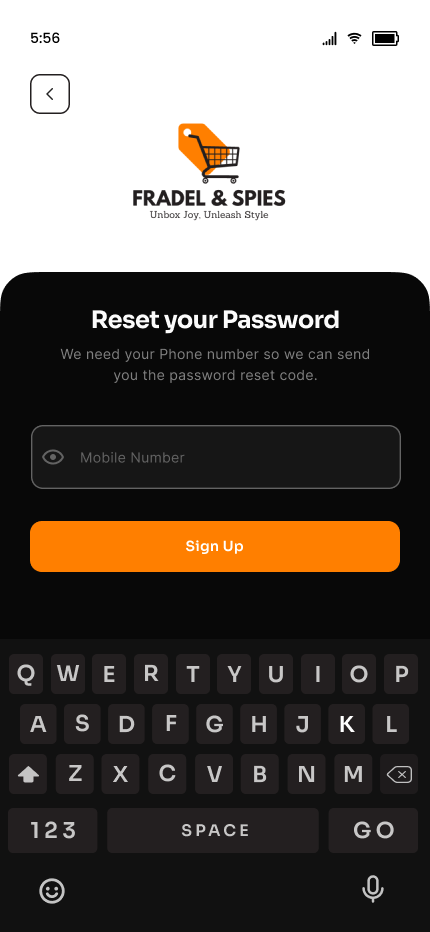 5:56
FRADEL & SPIES
Unbox Joy, Unleash Style
Reset your Password
We need your Phone number so we can send
you the password reset code.
Mobile Number
Sign Up
Q W E R T Y U I O P
A S D F G H J K L
Z X C V B N M
123 SPACE GO